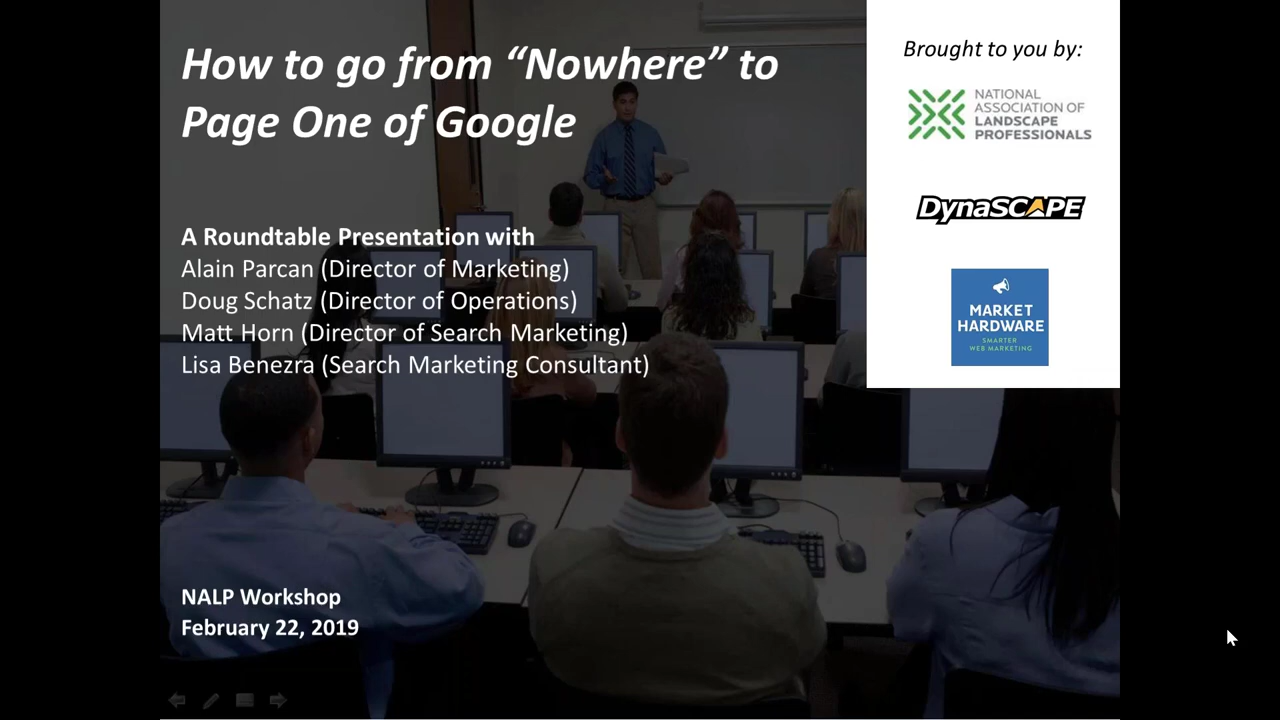 How to go from “Nowhere” to
Page One of Google
A Roundtable Presentation with
Alain Parcan (Director of Marketing)
Doug Schatz (Director of Operations)
Matt Horn (Director of Search Marketing)
Lisa Benezra (Search Marketing Consultant)
NALP Workshop
February 22, 2019
Brought to you by:
NATIONAL
ASSOCIATION OF
LANDSCAPE
PROFESSIONALS
DynaSCAPE
MARKET
HARDWARE
SMARTER
WEB MARKETING